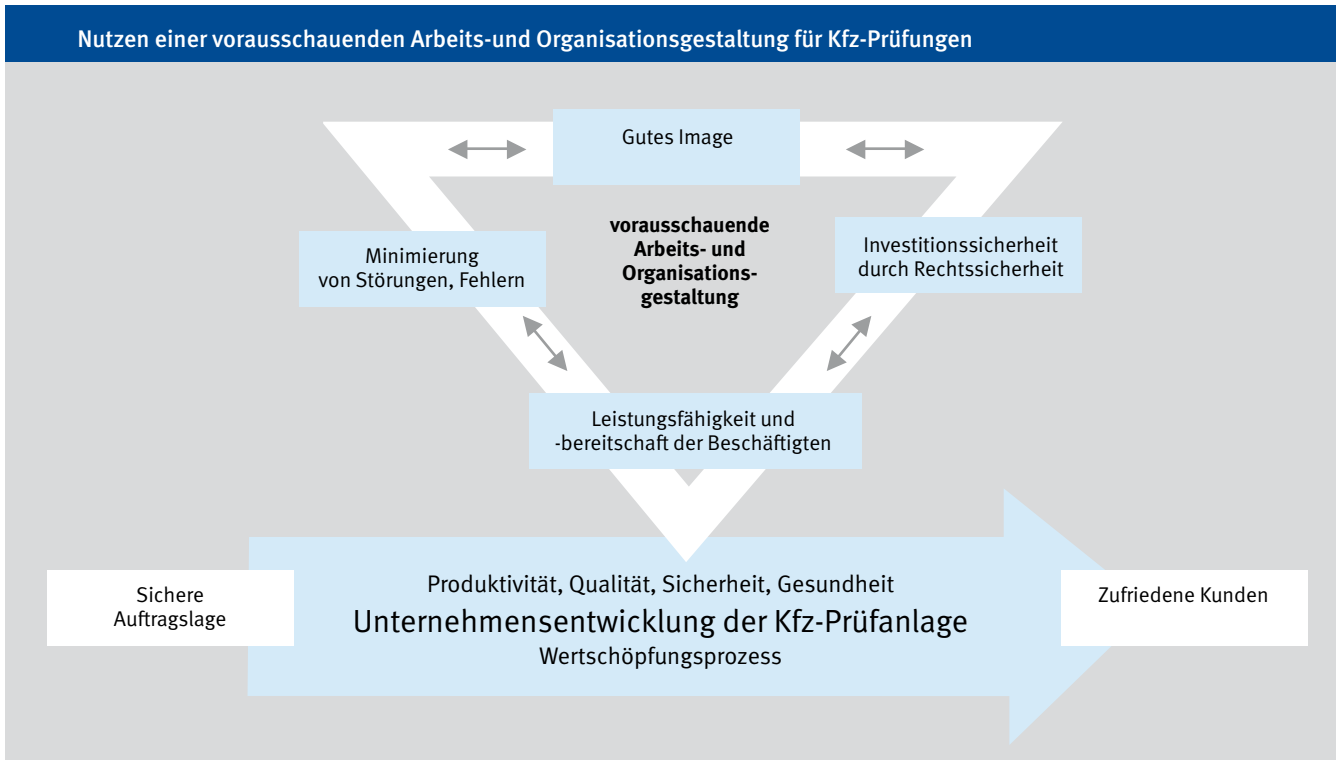 Nutzen einer vorausschauenden Arbeits-und Organisationsgestaltung für Kfz-Prüfungen
Gutes Image
vorausschauende
Arbeits- und
Organisations-
gestaltung
Minimierung
von Störungen, Fehlern
Investitionssicherheit
durch Rechtssicherheit
Leistungsfähigkeit und
-bereitschaft der Beschäftigten
Sichere
Auftragslage
Produktivität, Qualität, Sicherheit, Gesundheit
Unternehmensentwicklung der Kfz-Prüfanlage
Wertschöpfungsprozess
Zufriedene Kunden